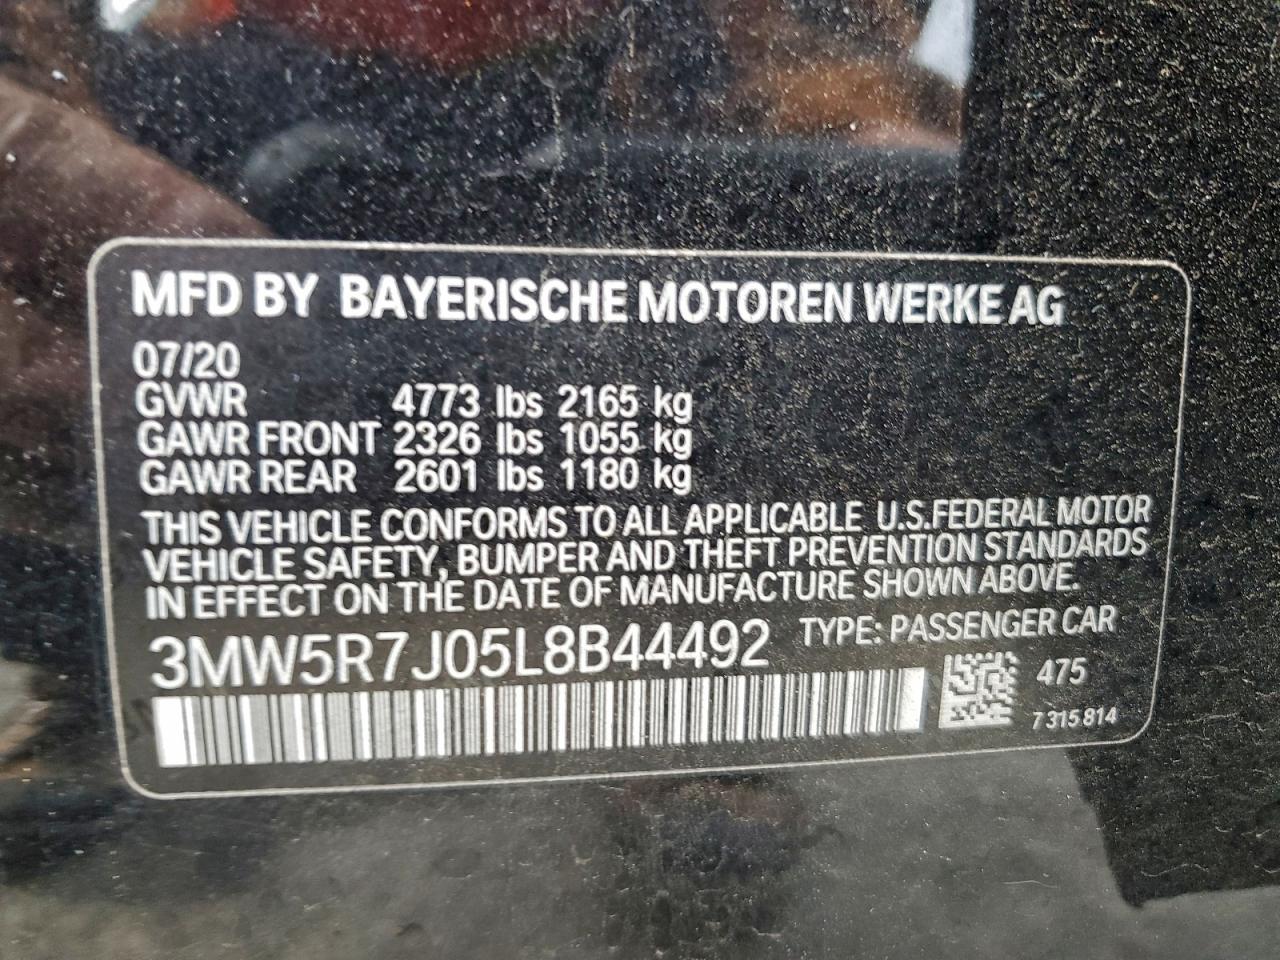 MFD BY BAYERISCHE MOTOREN WERKE AG
07/20
GVWR 4773 lbs 2165 kg
GAWR FRONT 2326 lbs 1055 kg
GAWR REAR 2601 lbs 1180 kg
THIS VEHICLE CONFORMS TO ALL APPLICABLE U.S.FEDERAL MOTOR
VEHICLE SAFETY, BUMPER AND THEFT PREVENTION STANDARDS
IN EFFECT ON THE DATE OF MANUFACTURE SHOWN ABOVE.
3MW5R7J05L8B44492 TYPE: PASSENGER CAR
475
7 315 814